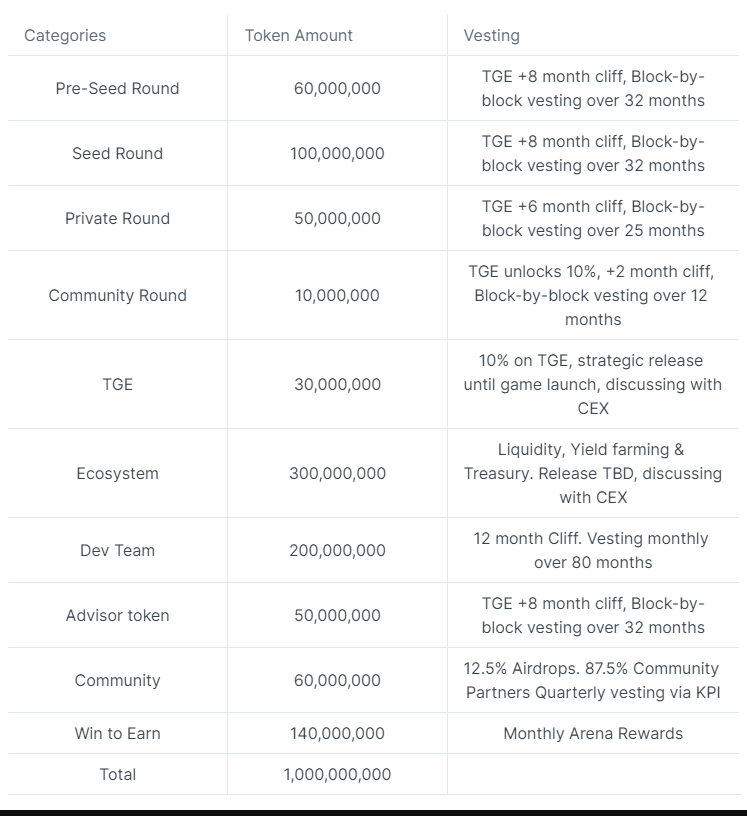 Categories Token Amount Vesting
Pre-Seed Round 60,000,000 TGE +8 month cliff, Block-by-
block vesting over 32 months
Seed Round 100,000,000 TGE +8 month cliff, Block-by-
block vesting over 32 months
Private Round 50,000,000 TGE +6 month cliff, Block-by-
block vesting over 25 months
Community Round 10,000,000 TGE unlocks 10%, +2 month cliff,
Block-by-block vesting over 12
months
TGE 30,000,000 10% on TGE, strategic release
until game launch, discussing with
CEX
Ecosystem 300,000,000 Liquidity, Yield farming &
Treasury. Release TBD, discussing
with CEX
Dev Team 200,000,000 12 month Cliff. Vesting monthly
over 80 months
Advisor token 50,000,000 TGE +8 month cliff, Block-by-
block vesting over 32 months
Community 60,000,000 12.5% Airdrops. 87.5% Community
Partners Quarterly vesting via KPI
Win to Earn 140,000,000 Monthly Arena Rewards
Total 1,000,000,000